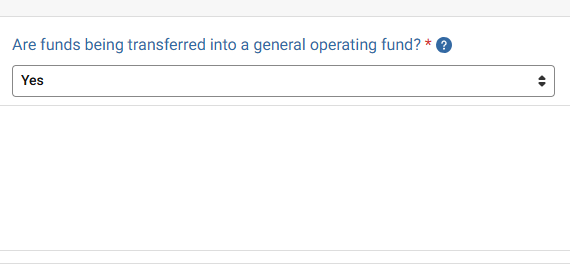 Are funds being transferred into a general operating fund? * ?
Yes